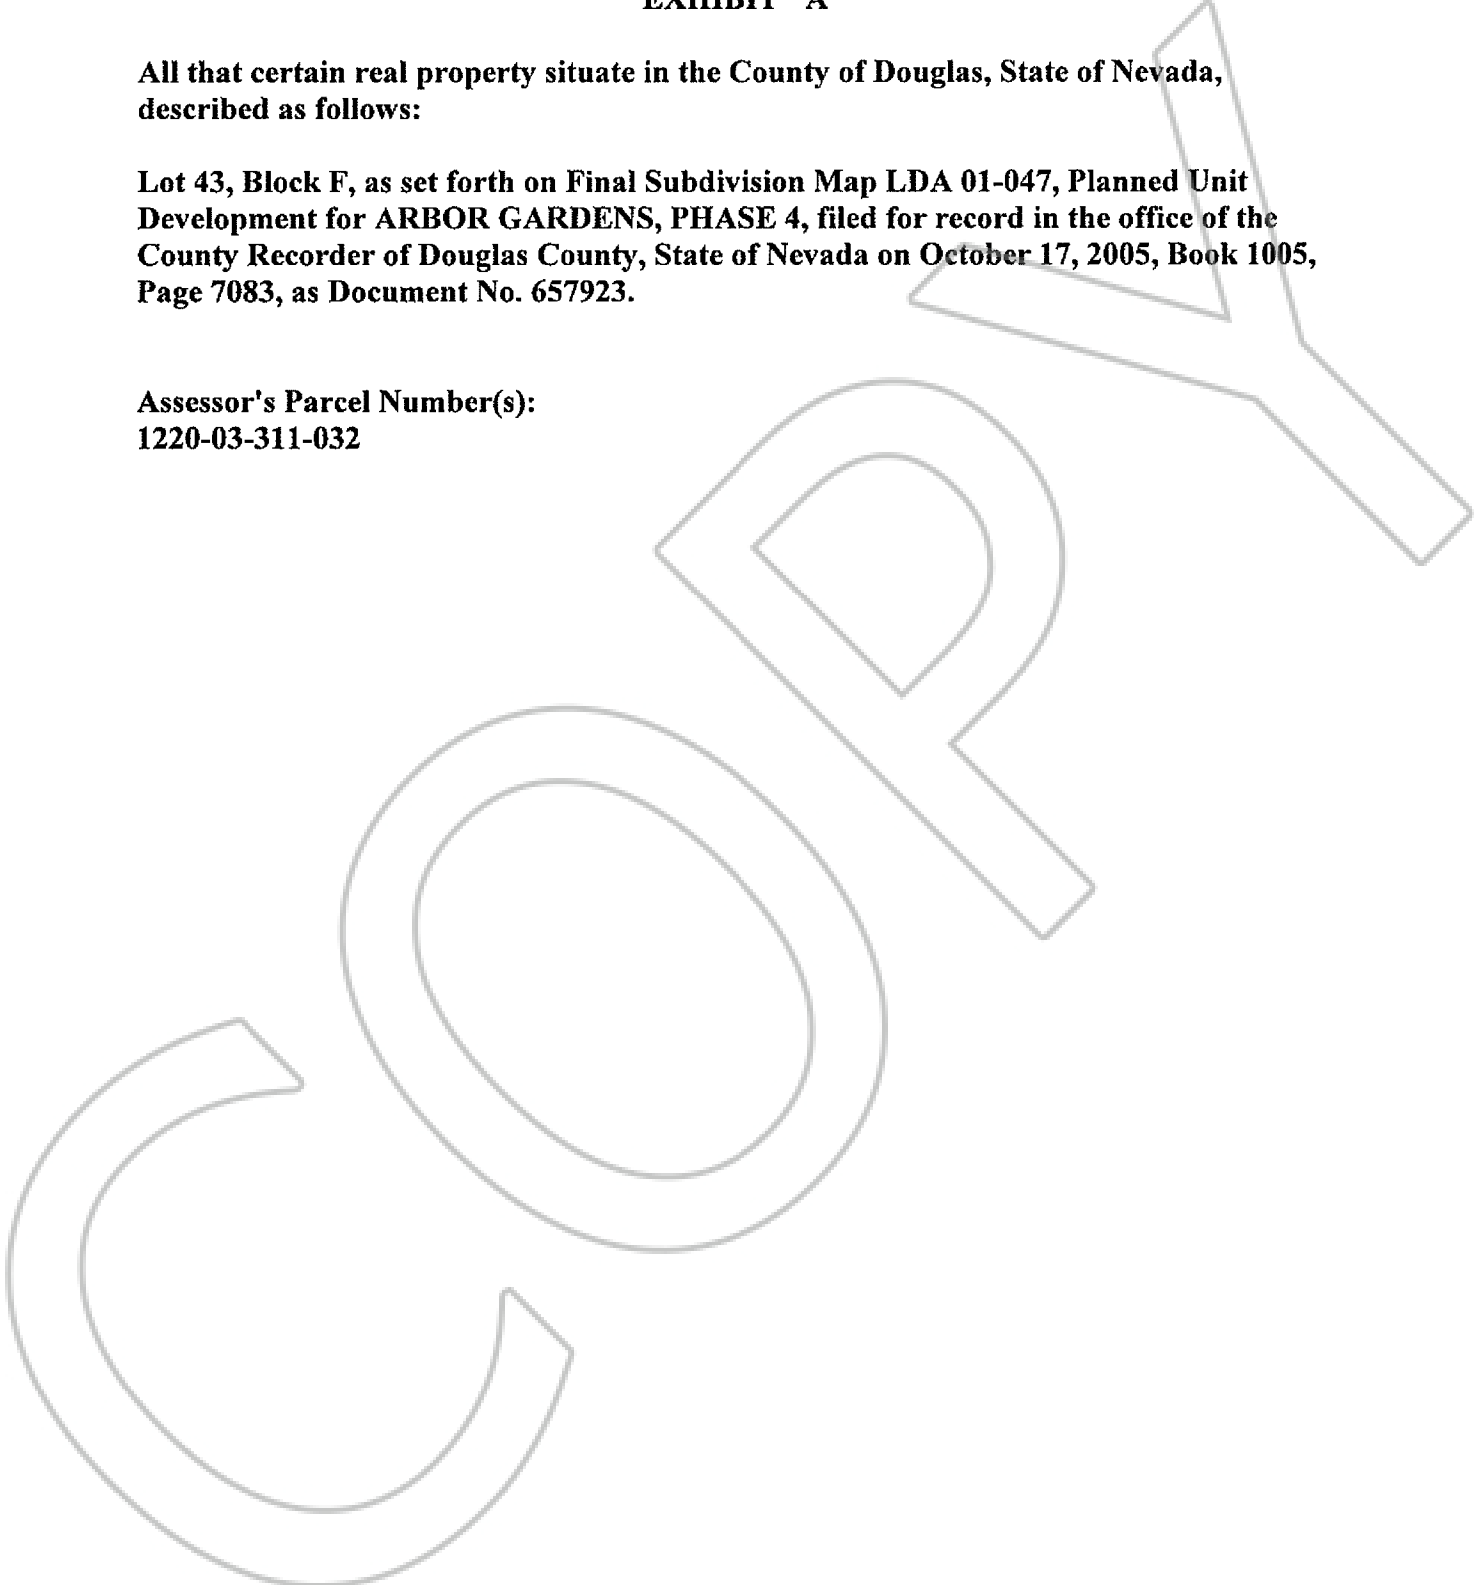 EXHIBIT "A"
All that certain real property situate in the County of Douglas, State of Nevada,
described as follows:
Lot 43, Block F, as set forth on Final Subdivision Map LDA 01-047, Planned Unit
Development for ARBOR GARDENS, PHASE 4, filed for record in the office of the
County Recorder of Douglas County, State of Nevada on October 17, 2005, Book 1005,
Page 7083, as Document No. 657923.
Assessor's Parcel Number(s):
1220-03-311-032
COPY